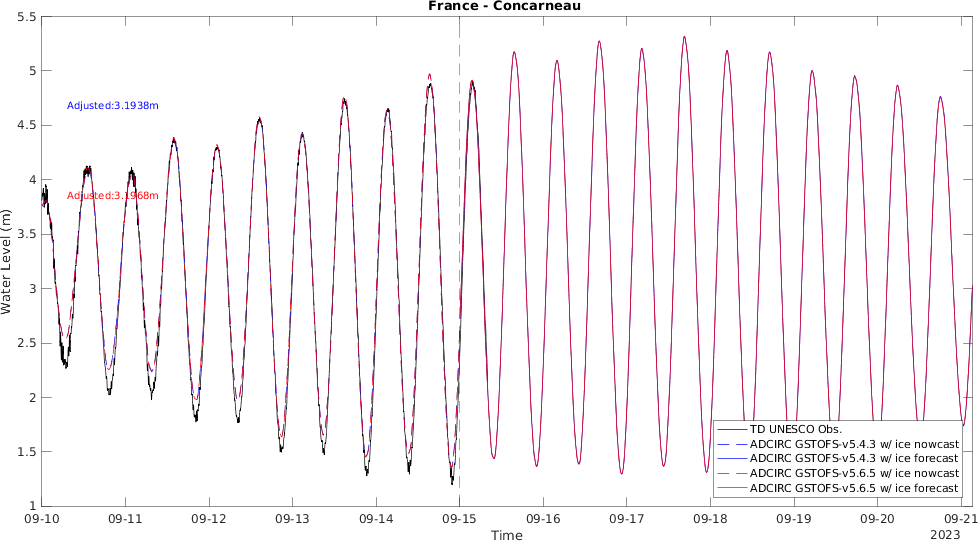 France - Concarneau
5.5
5
4.5
4
3.5
3
2.5
2
1.5
1
Water Level (m)
Adjusted:3.1938m
Adjusted:3.1968m
TD UNESCO Obs.
ADCIRC GSTOFS-v5.4.3 w/ ice nowcast
ADCIRC GSTOFS-v5.4.3 w/ ice forecast
ADCIRC GSTOFS-v5.6.5 w/ ice nowcast
ADCIRC GSTOFS-v5.6.5 w/ ice forecast
09-10 09-11 09-12 09-13 09-14 09-15 09-16 09-17 09-18 09-19 09-20 09-21
2023
Time